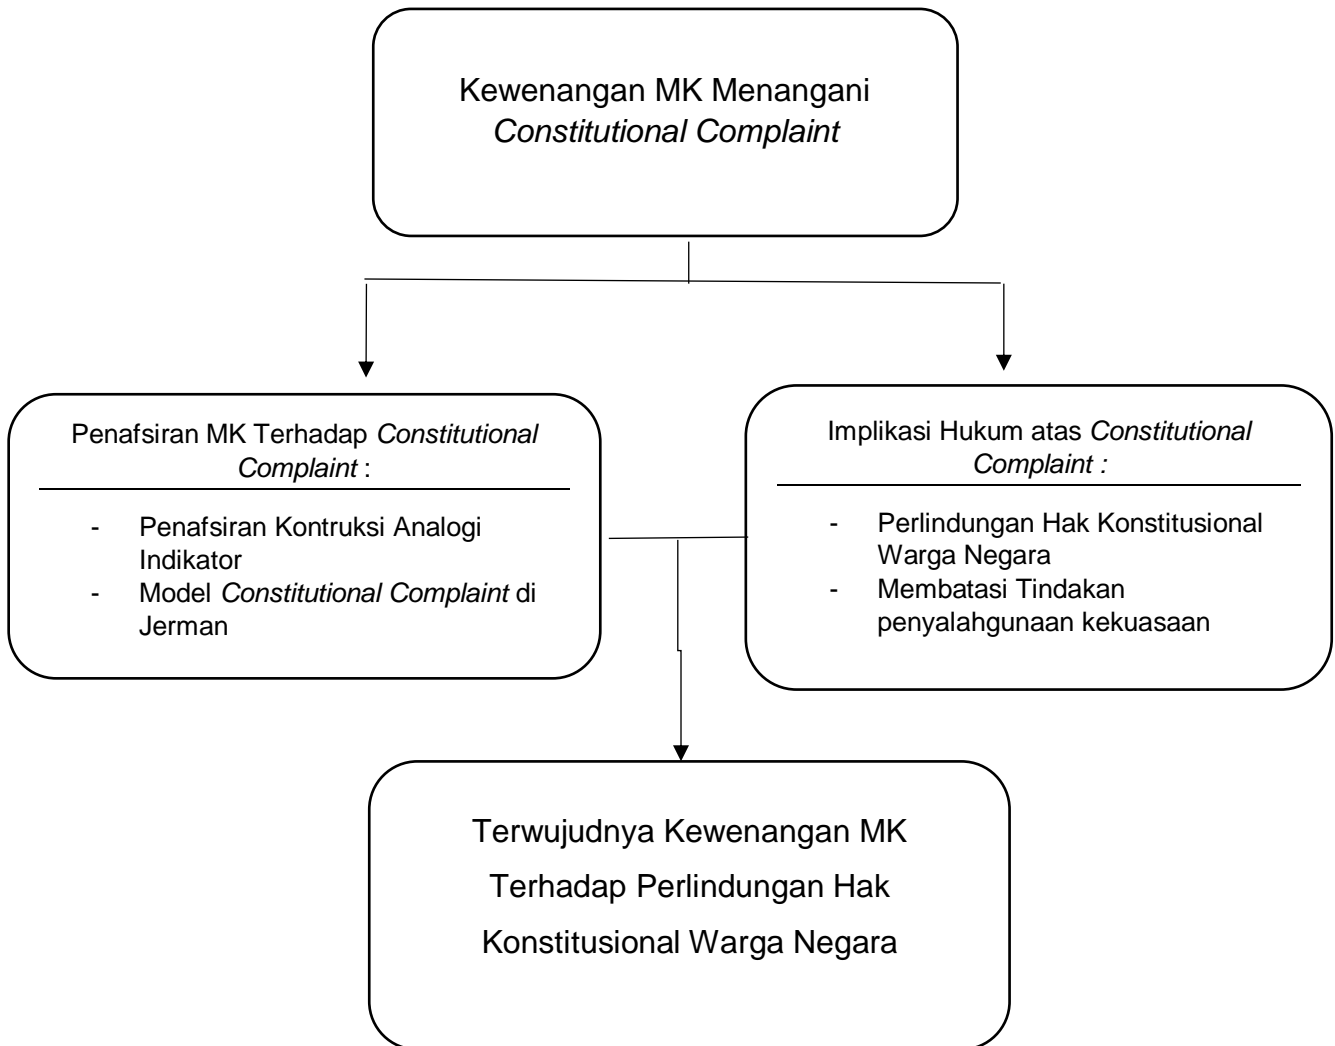 Kewenangan MK Menangani
Constitutional Complaint
Penafsiran MK Terhadap Constitutional
Complaint :
- Penafsiran Kontruksi Analogi
Indikator
- Model Constitutional Complaint di
Jerman
Implikasi Hukum atas Constitutional
Complaint :
- Perlindungan Hak Konstitusional
Warga Negara
- Membatasi Tindakan
penyalahgunaan kekuasaan
Terwujudnya Kewenangan MK
Terhadap Perlindungan Hak
Konstitusional Warga Negara